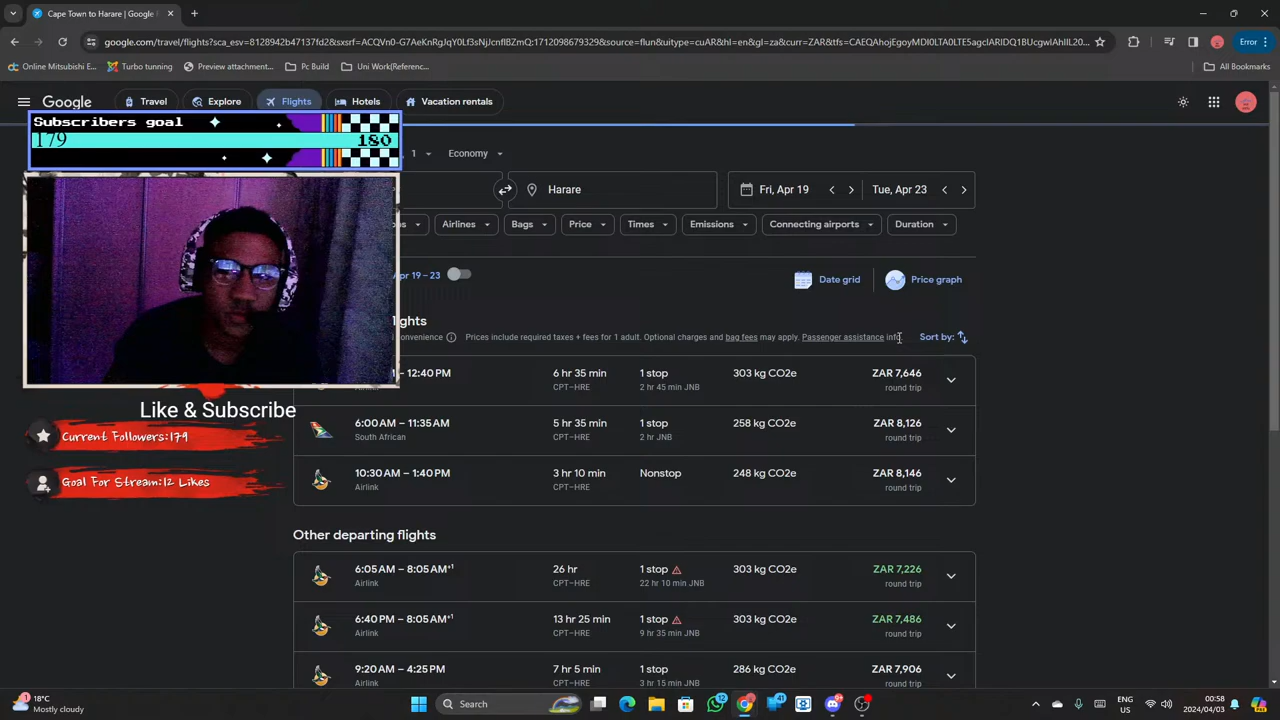 Cape Town to Harare | Google F
google.com/travel/flights?sca_esv=8128942b47137fd2&sxsrf=ACQVn0-G7AeKnRgJqY0Lf3sNjJcnflBZmQ:1712098679329&source=flun&uitype=cuAR&hl=en&gl=za&curr=ZAR&tfs=CAEQAhojEgoyMDI0LTA0LTE5agcIARIDQ1BUcgwIAhIIL20...
Error
Online Mitsubishi E...
Turbo tunning
Preview attachment...
Pc Build
Uni Work(Referenc...
All Bookmarks
Google
Travel
Explore
Flights
Hotels
Vacation rentals
Subscribers goal
179
180
1
Economy
Harare
Fri, Apr 19
Tue, Apr 23
Airlines
Bags
Price
Times
Emissions
Connecting airports
Duration
Apr 19 – 23
Date grid
Price graph
Prices include required taxes + fees for 1 adult. Optional charges and bag fees may apply. Passenger assistance info.
Sort by:
12:40 PM
6 hr 35 min
1 stop
303 kg CO2e
ZAR 7,646
CPT–HRE
2 hr 45 min JNB
round trip
6:00 AM – 11:35 AM
5 hr 35 min
1 stop
258 kg CO2e
ZAR 8,126
South African
CPT–HRE
2 hr JNB
round trip
10:30 AM – 1:40 PM
3 hr 10 min
Nonstop
248 kg CO2e
ZAR 8,146
Airlink
CPT–HRE
round trip
Like & Subscribe
Current Followers:179
Goal For Stream:12 Likes
Other departing flights
6:05 AM – 8:05 AM+1
26 hr
1 stop
303 kg CO2e
ZAR 7,226
Airlink
CPT–HRE
22 hr 10 min JNB
round trip
6:40 PM – 8:05 AM+1
13 hr 25 min
1 stop
303 kg CO2e
ZAR 7,486
Airlink
CPT–HRE
9 hr 35 min JNB
round trip
9:20 AM – 4:25 PM
7 hr 5 min
1 stop
286 kg CO2e
ZAR 7,906
Airlink
CPT–HRE
3 hr 15 min JNB
round trip
18°C
Mostly cloudy
Search
ENG
US
00:58
2024/04/03